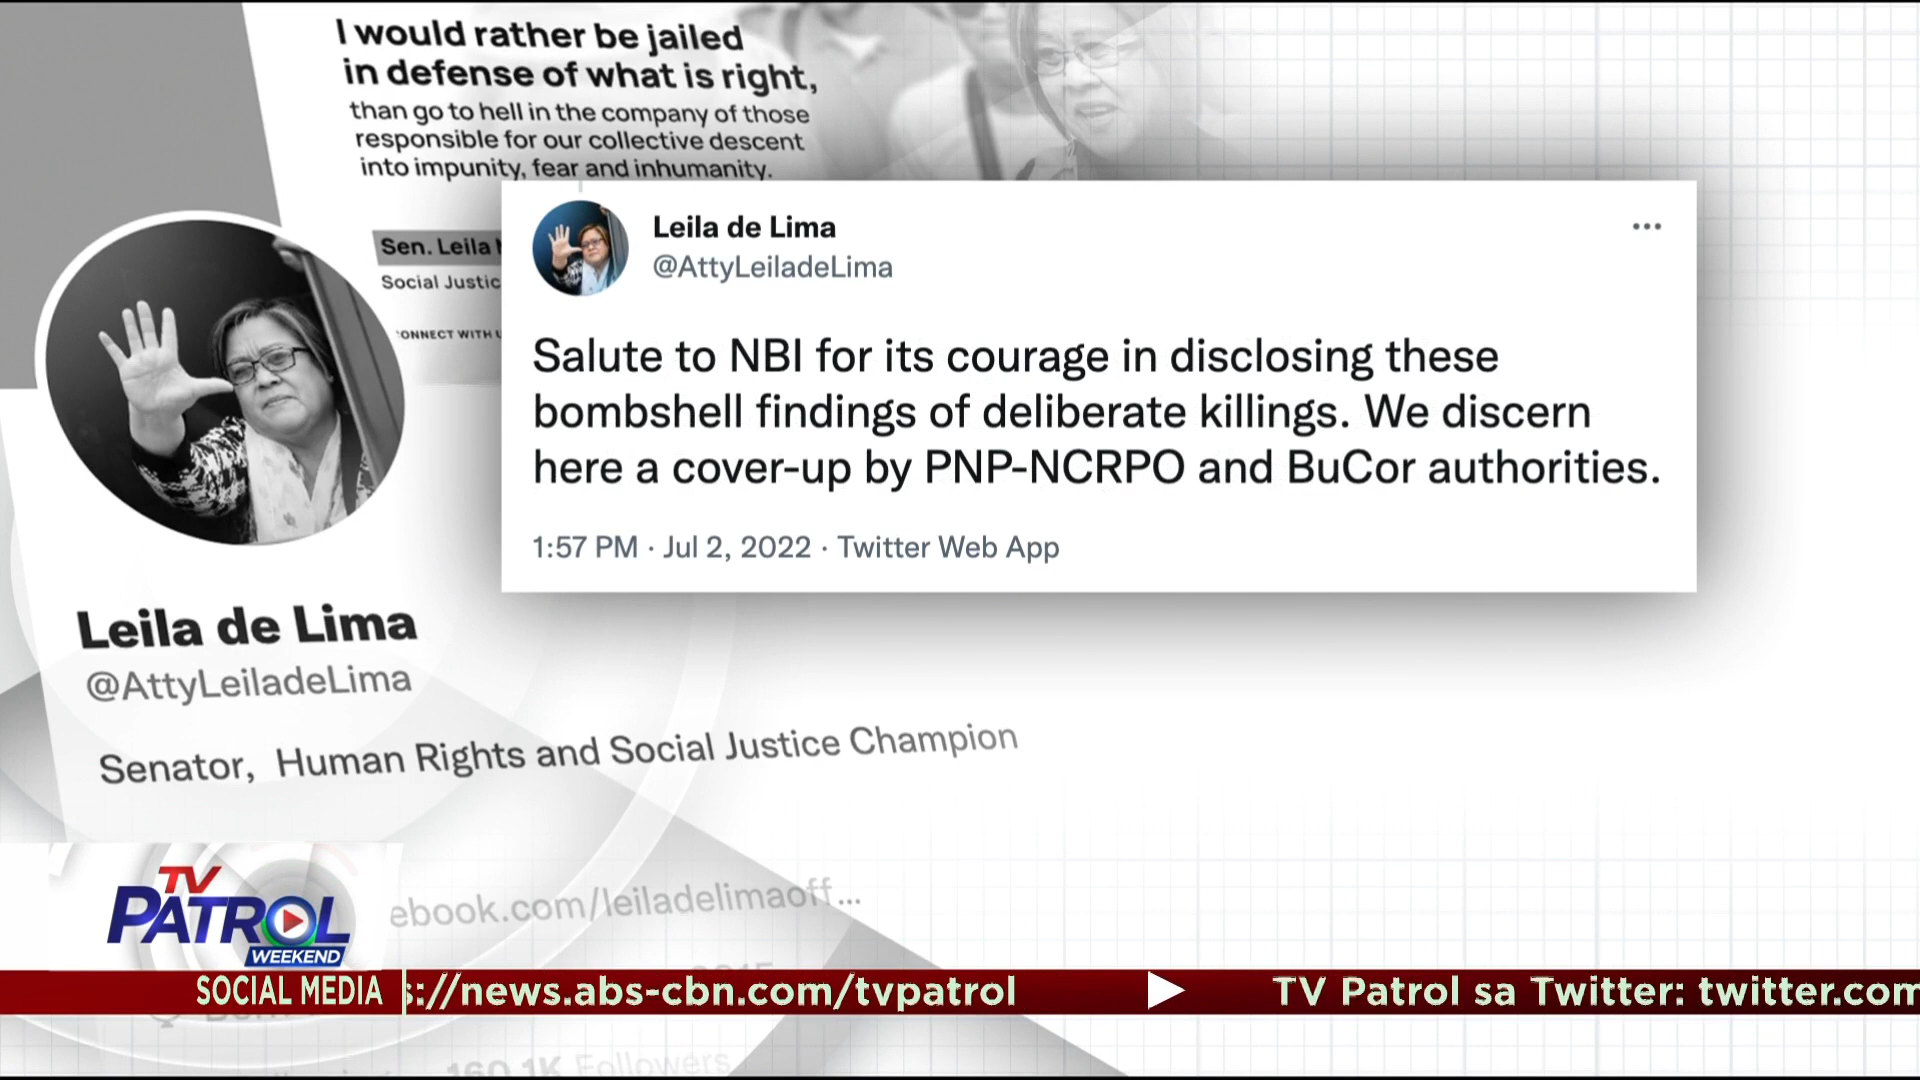 I would rather be jailed
in defense of what is right,
than go to hell in the company of those
responsible for our collective descent
into impunity, fear and inhumanity.
Sen. Leila
Social
WITH
Leila de Lima
@AttyLeiladeLima
Salute to NBI for its courage in disclosing these
bombshell findings of deliberate killings. We discern
here a cover-up by PNP-NCRPO and BuCor authorities.
1:57 PM · Jul 2, 2022 · Twitter Web App
Leila de Lima
@AttyLeiladeLima
Senator, Human Rights and Social Justice Champion
ebook.com/leiladelimaoff...
TV
PATROL
WEEKEND
SOCIAL MEDIA
s://news.abs-cbn.com/tvpatrol
TV Patrol sa Twitter: twitter.com
160.1K Followers